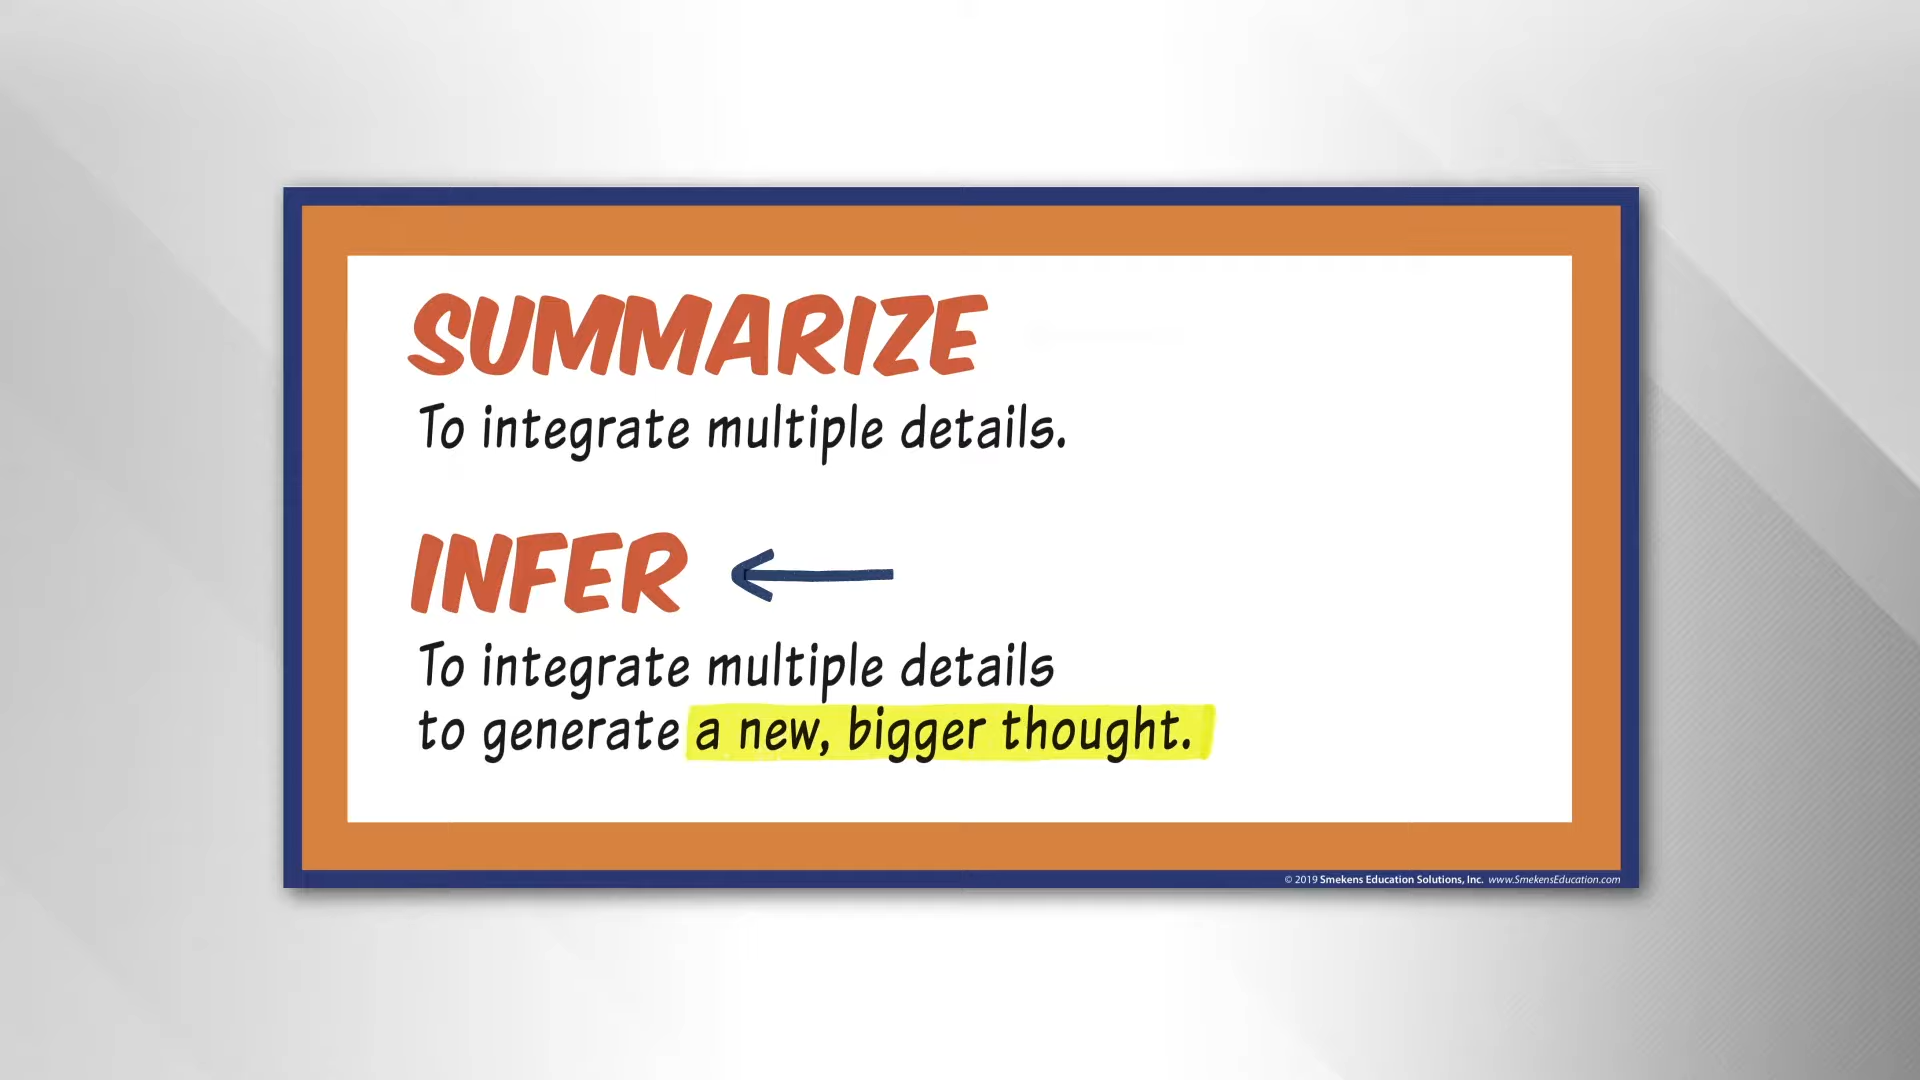 SUMMARIZE
To integrate multiple details.
INFER
To integrate multiple details
to generate a new, bigger thought.
© 2019 Smekens Education Solutions, Inc. www.SmekensEducation.com